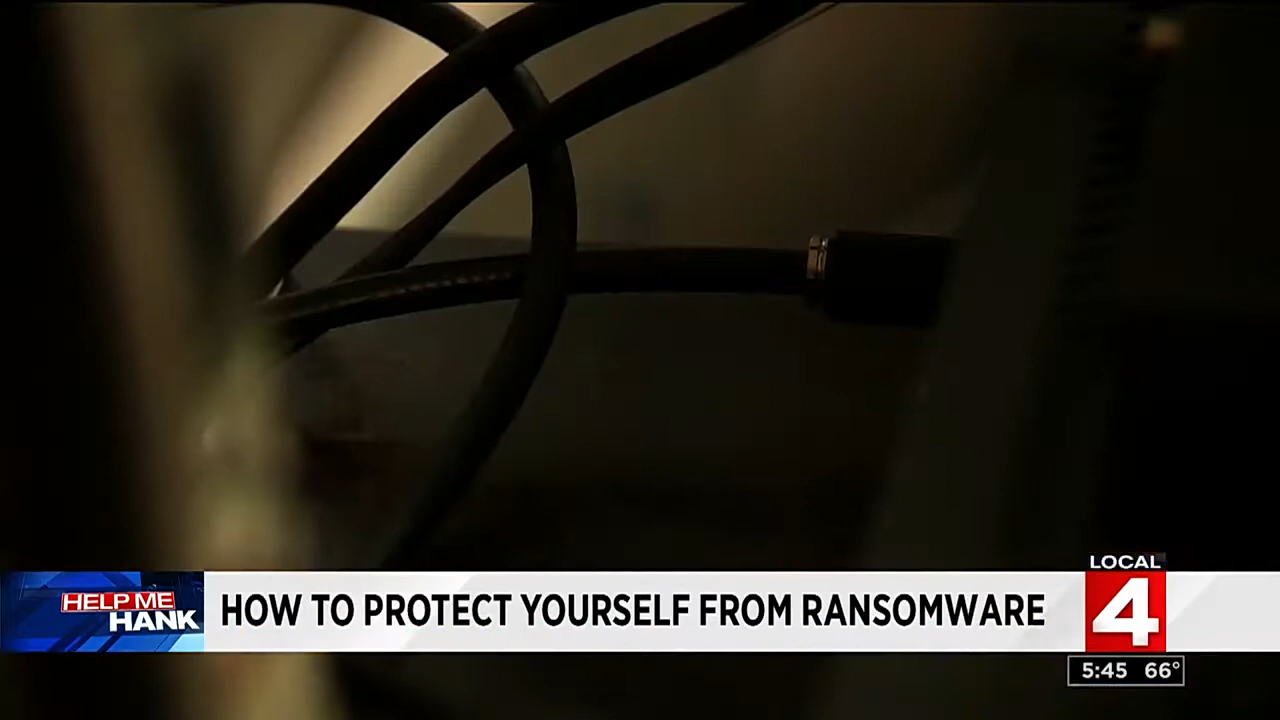 HELP ME
HANK
HOW TO PROTECT YOURSELF FROM RANSOMWARE
LOCAL
4
5:45 66°